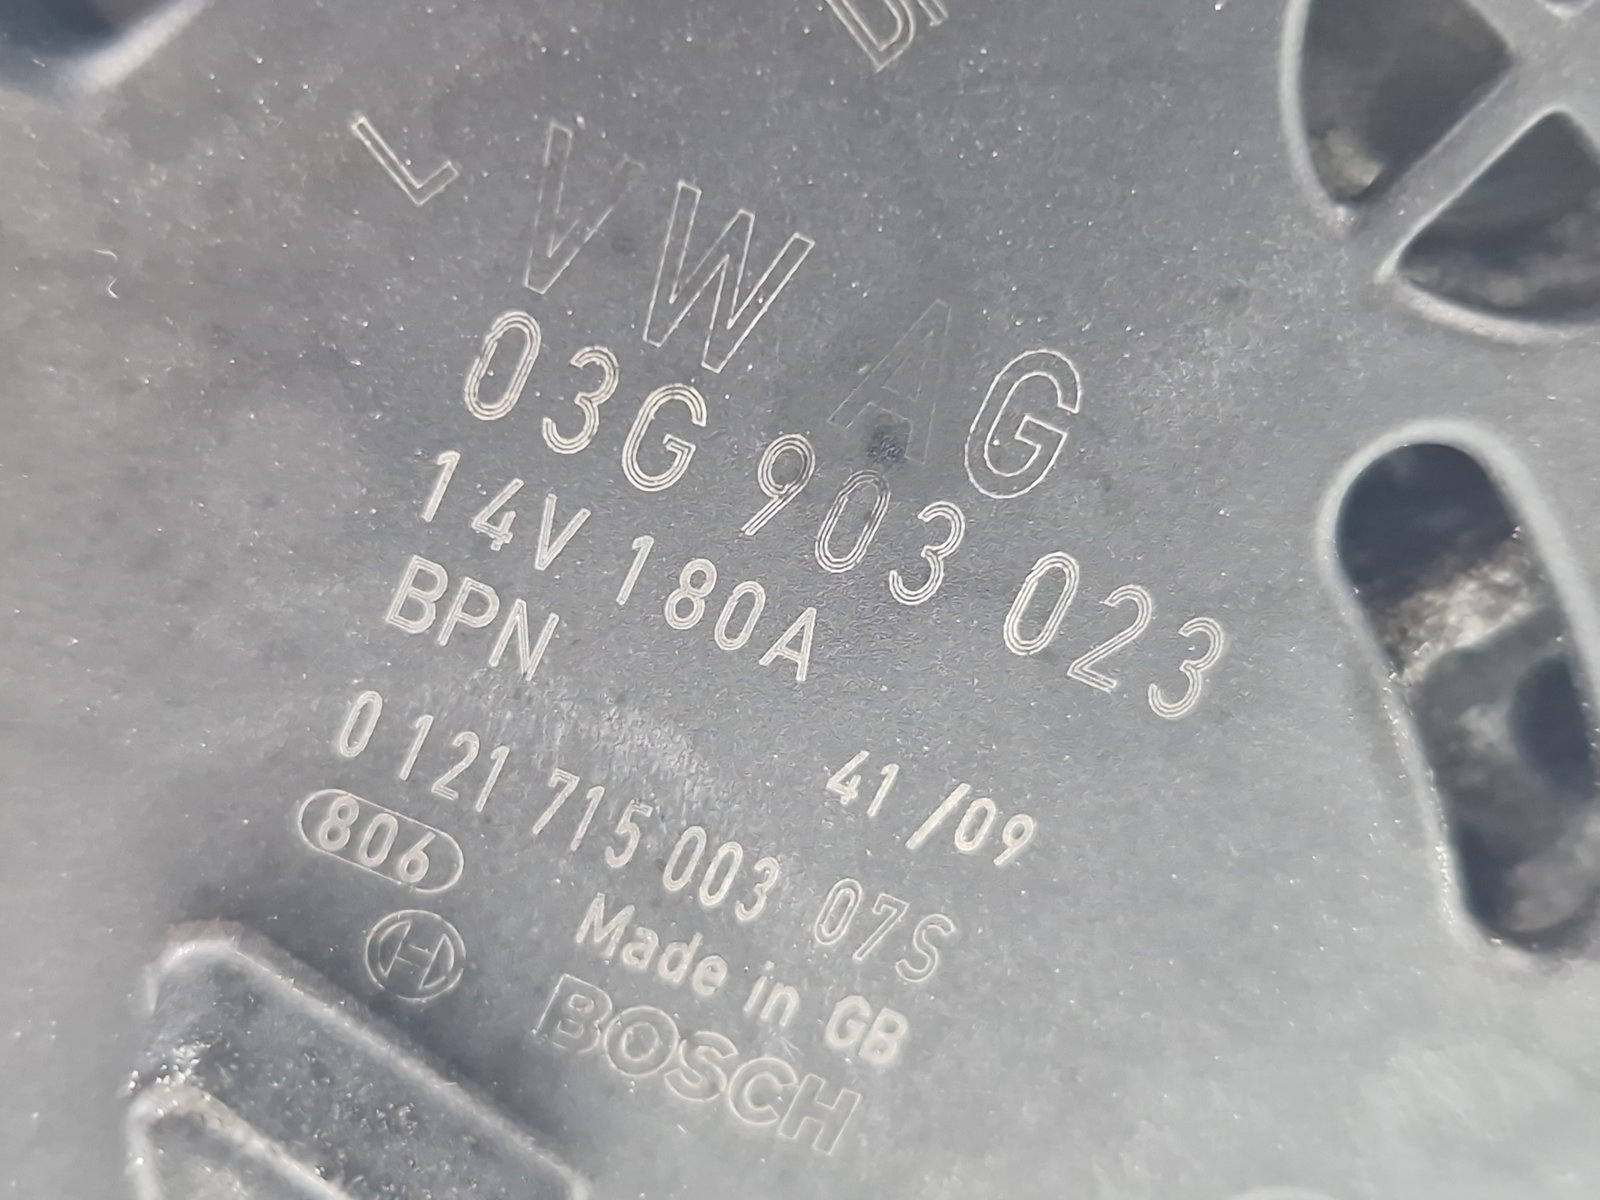 L VW AG
03G 903 023
14V 180A
BPN
41/09
0 121 715 003 07S
806
Made in GB
BOSCH